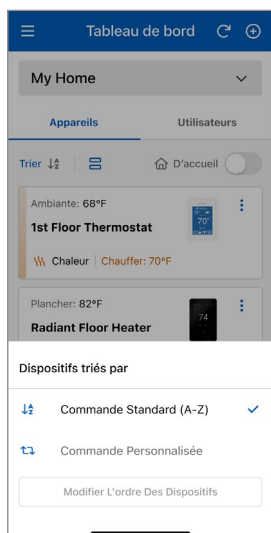 Tableau de bord
My Home
Appareils
Utilisateurs
Trier
D'accueil
Ambiante: 68°F
1st Floor Thermostat
70°
Chaleur | Chauffer: 70°F
Plancher: 82°F
Radiant Floor Heater
74
Dispositifs triés par
Commande Standard (A-Z)
Commande Personnalisée
Modifier L'ordre Des Dispositifs